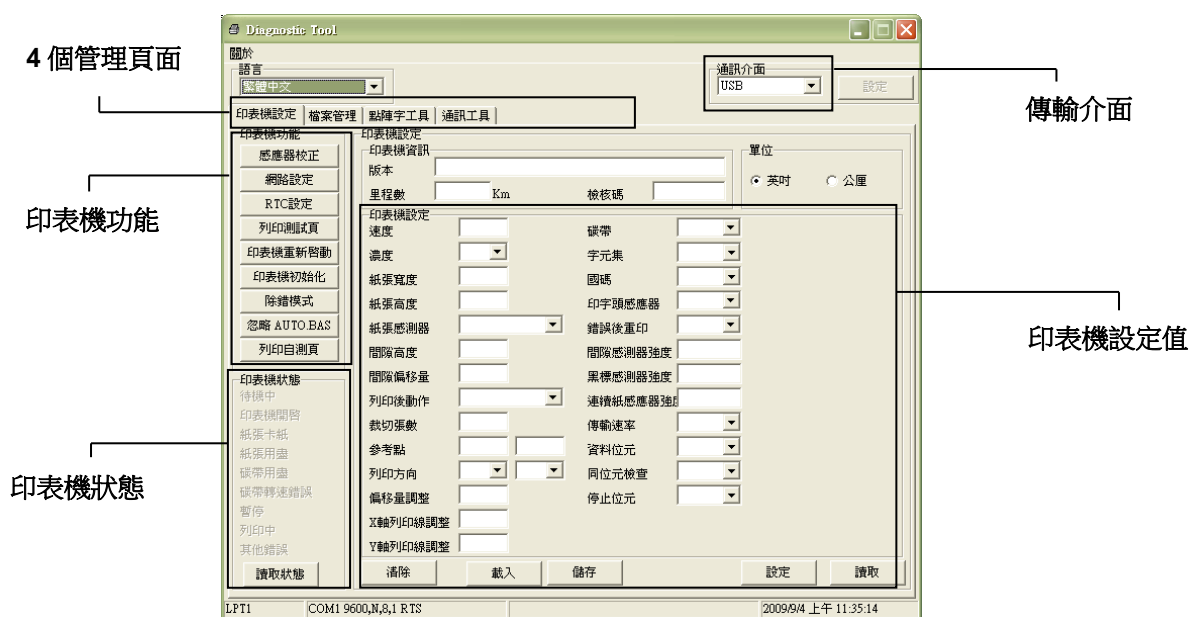 Diagnostic Tool
關於
4 個管理頁面
語言
繁體中文
通訊介面
USB
設定
傳輸介面
印表機設定 檔案管理 點陣字工具 通訊工具
印表機功能
感應器校正
網路設定
RTC設定
列印測試頁
印表機重新啓動
印表機初始化
除錯模式
忽略 AUTO.BAS
列印自測頁
印表機功能
印表機設定
印表機資訊
版本
里程數 Km 檢核碼
單位
英吋 公厘
印表機設定
速度 碳帶
濃度 字元集
紙張寬度 國碼
紙張高度 印字頭感應器
紙張感測器 錯誤後重印
間隙高度 間隙感測器強度
間隙偏移量 黑標感測器強度
列印後動作 連續紙感應器強度
裁切張數 傳輸速率
參考點 資料位元
列印方向 同位元檢查
偏移量調整 停止位元
X軸列印線調整
Y軸列印線調整
清除 載入 儲存 設定 讀取
印表機設定值
印表機狀態
待機中
印表機開啓
紙張卡紙
紙張用盡
碳帶用盡
碳帶轉速錯誤
暫停
列印中
其他錯誤
讀取狀態
印表機狀態
LPT1 COM1 9600,N,8,1 RTS 2009/9/4 上午 11:35:14